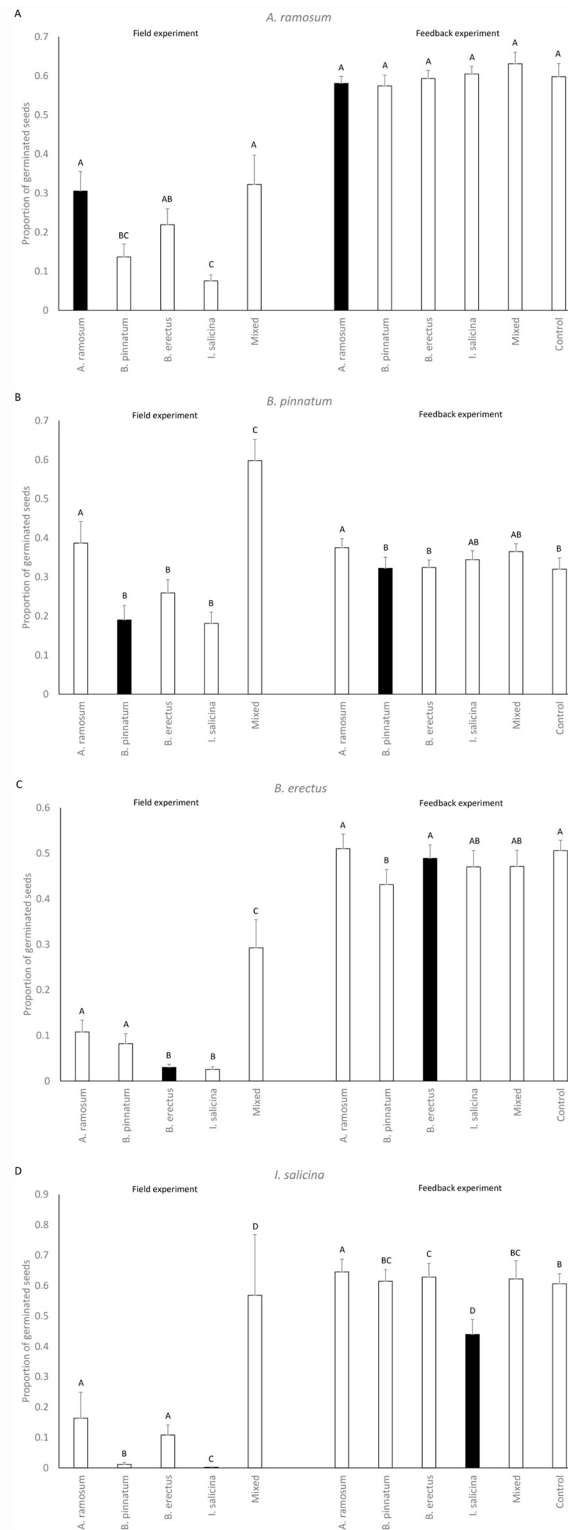 A
A. ramosum
Field experiment
Feedback experiment
Proportion of germinated seeds
0.7
0.6
0.5
0.4
0.3
0.2
0.1
0
A
BC
AB
C
A
A
A
A
A
A
A
A. ramosum
B. pinnatum
B. erectus
I. salicina
Mixed
A. ramosum
B. pinnatum
B. erectus
I. salicina
Mixed
Control
B
B. pinnatum
Field experiment
Feedback experiment
Proportion of germinated seeds
0.7
0.6
0.5
0.4
0.3
0.2
0.1
0
A
B
B
B
C
A
B
B
AB
AB
B
A. ramosum
B. pinnatum
B. erectus
I. salicina
Mixed
A. ramosum
B. pinnatum
B. erectus
I. salicina
Mixed
Control
C
B. erectus
Field experiment
Feedback experiment
Proportion of germinated seeds
0.6
0.5
0.4
0.3
0.2
0.1
0
A
A
B
B
C
A
B
A
AB
AB
A
A. ramosum
B. pinnatum
B. erectus
I. salicina
Mixed
A. ramosum
B. pinnatum
B. erectus
I. salicina
Mixed
Control
D
I. salicina
Field experiment
Feedback experiment
Proportion of germinated seeds
0.9
0.8
0.7
0.6
0.5
0.4
0.3
0.2
0.1
0
A
B
A
C
D
A
BC
C
D
BC
B
A. ramosum
B. pinnatum
B. erectus
I. salicina
Mixed
A. ramosum
B. pinnatum
B. erectus
I. salicina
Mixed
Control